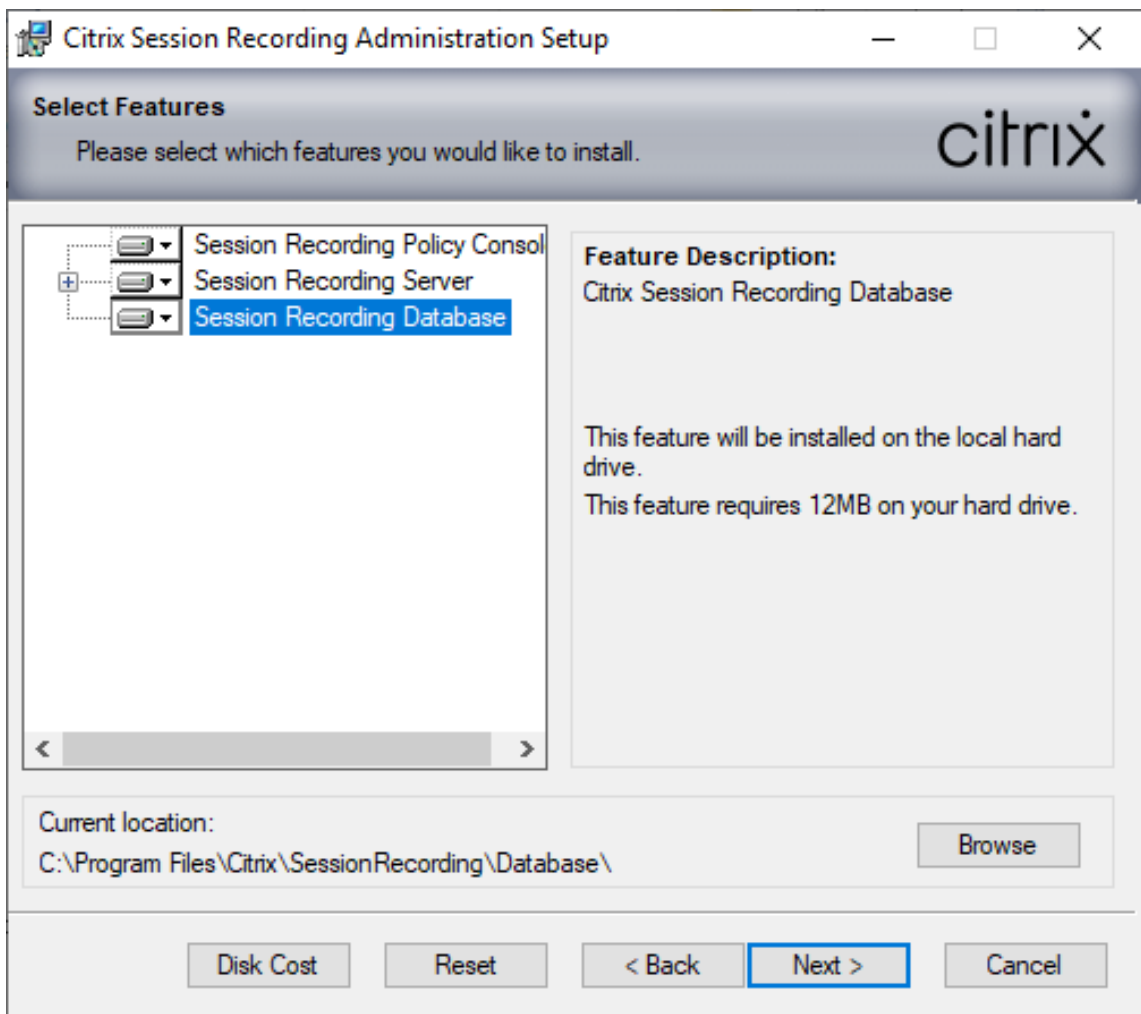 Citrix Session Recording Administration Setup
Select Features
Please select which features you would like to install.
citrix
Session Recording Policy Consol
Session Recording Server
Session Recording Database
Feature Description:
Citrix Session Recording Database
This feature will be installed on the local hard
drive.
This feature requires 12MB on your hard drive.
Current location:
C:\Program Files\Citrix\SessionRecording\Database\
Browse
Disk Cost
Reset
< Back
Next >
Cancel